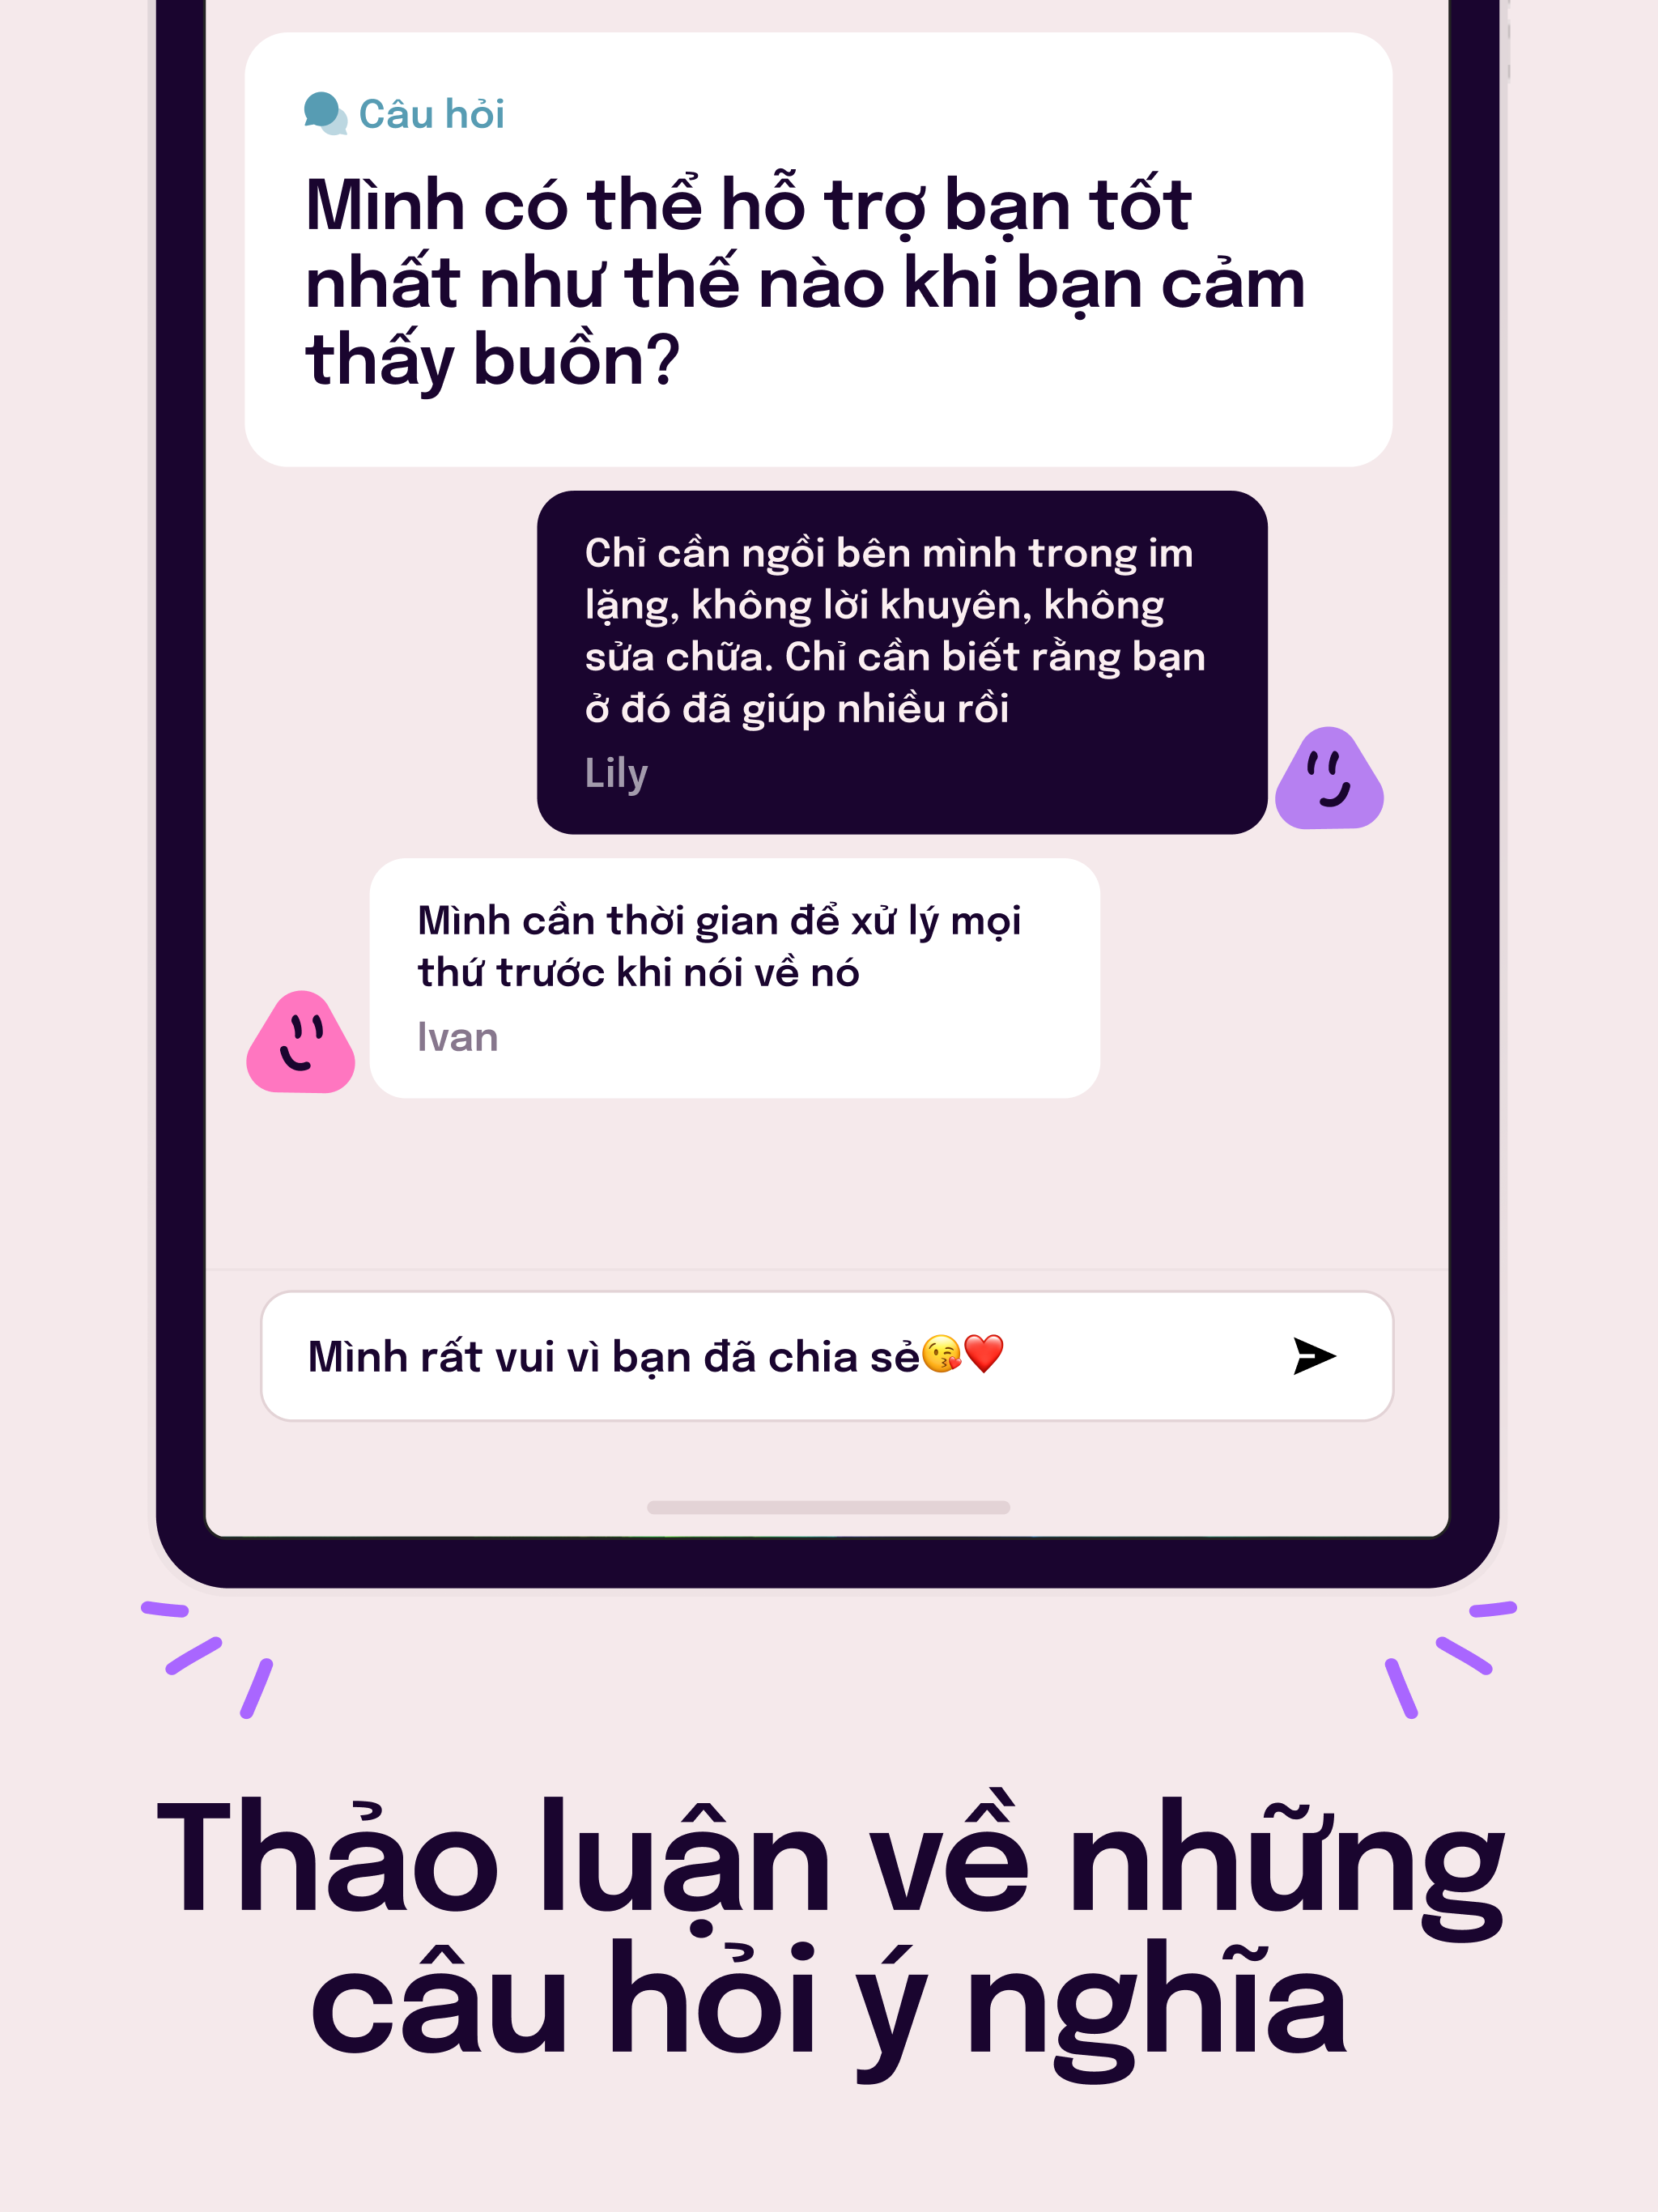 Câu hỏi
Mình có thể hỗ trợ bạn tốt
nhất như thế nào khi bạn cảm
thấy buồn?
Chỉ cần ngồi bên mình trong im
lặng, không lời khuyên, không
sửa chữa. Chỉ cần biết rằng bạn
ở đó đã giúp nhiều rồi
Lily
Mình cần thời gian để xử lý mọi
thứ trước khi nói về nó
Ivan
Mình rất vui vì bạn đã chia sẻ😘❤️
Thảo luận về những
câu hỏi ý nghĩa